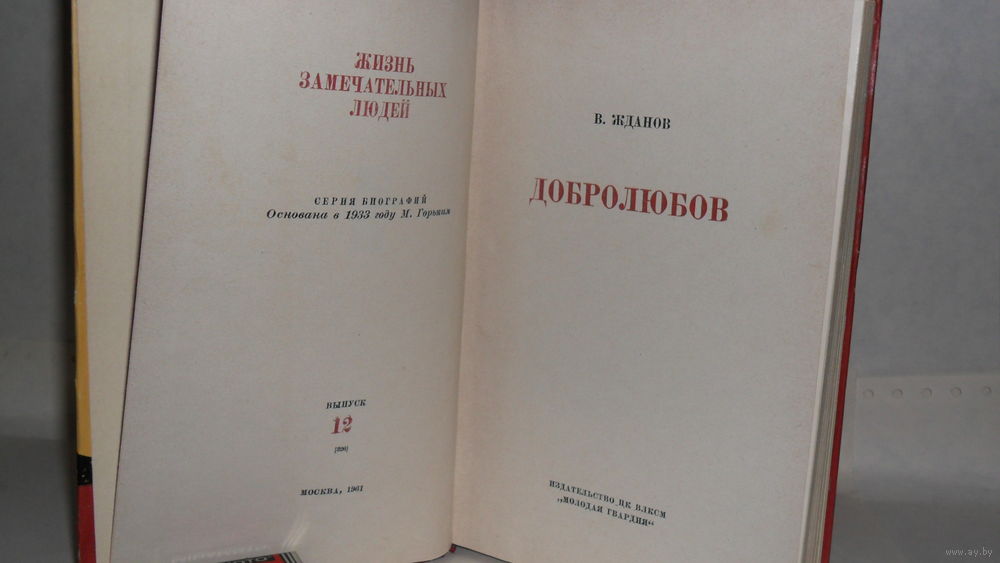 ЖИЗНЬ
ЗАМЕЧАТЕЛЬНЫХ
ЛЮДЕЙ
СЕРИЯ БИОГРАФИЙ
Основана в 1933 году М. Горьким
ВЫПУСК
12
МОСКВА, 1961
В. ЖДАНОВ
ДОБРОЛЮБОВ
ИЗДАТЕЛЬСТВО ЦК ВЛКСМ
„МОЛОДАЯ ГВАРДИЯ“
www.ay.by